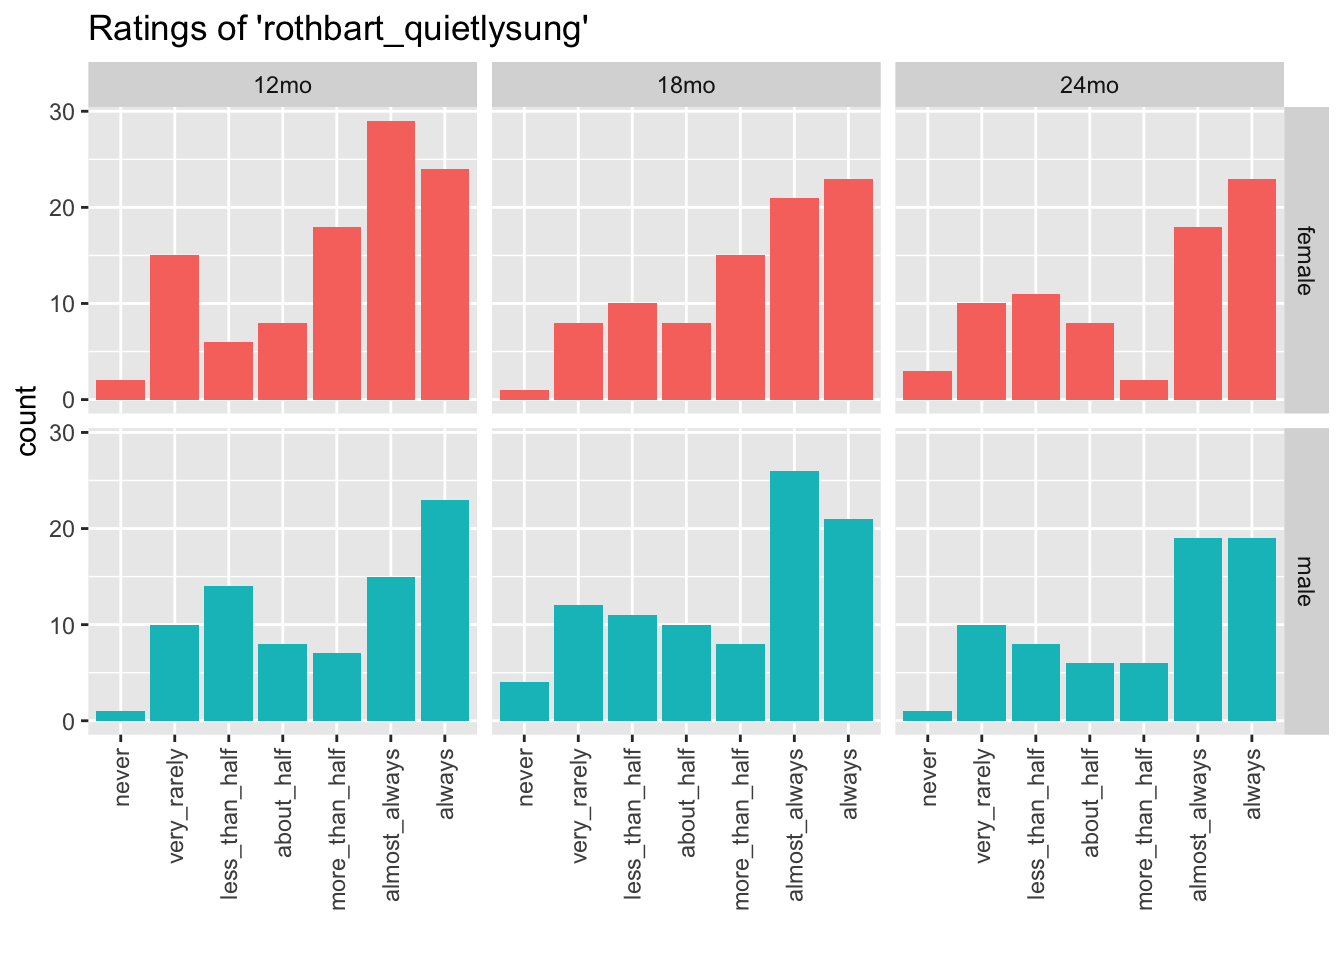 Ratings of 'rothbart_quietlysung'
12mo 18mo 24mo
30
20
10
0
female
count
30
20
10
0
male
never very_rarely less_than_half about_half more_than_half almost_always always never very_rarely less_than_half about_half more_than_half almost_always always never very_rarely less_than_half about_half more_than_half almost_always always